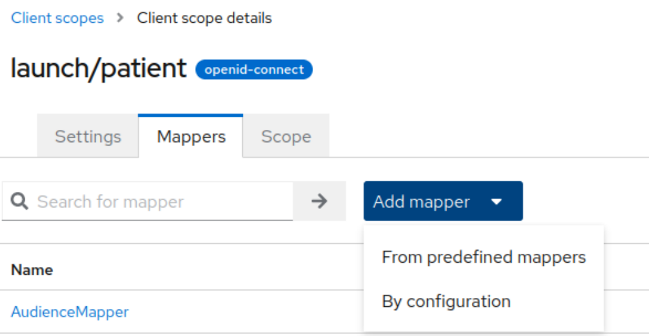 Client scopes > Client scope details
launch/patient openid-connect
Settings Mappers Scope
Search for mapper Add mapper
From predefined mappers
Name
By configuration
AudienceMapper